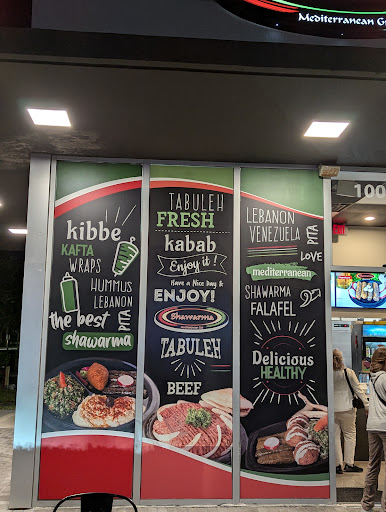 Mediterranean G
100
kibbe
KAFTA
WRAPS
HUMMUS
LEBANON
the best
PITA
shawarma
TABULEH
FRESH
kabab
Enjoy it!
Have a Nice Day &
ENJOY!
Shawarma
TABULEH
BEEF
LEBANON
VENEZUELA
PITA
LOVE
mediterranean
SHAWARMA
FALAFEL
Delicious
HEALTHY